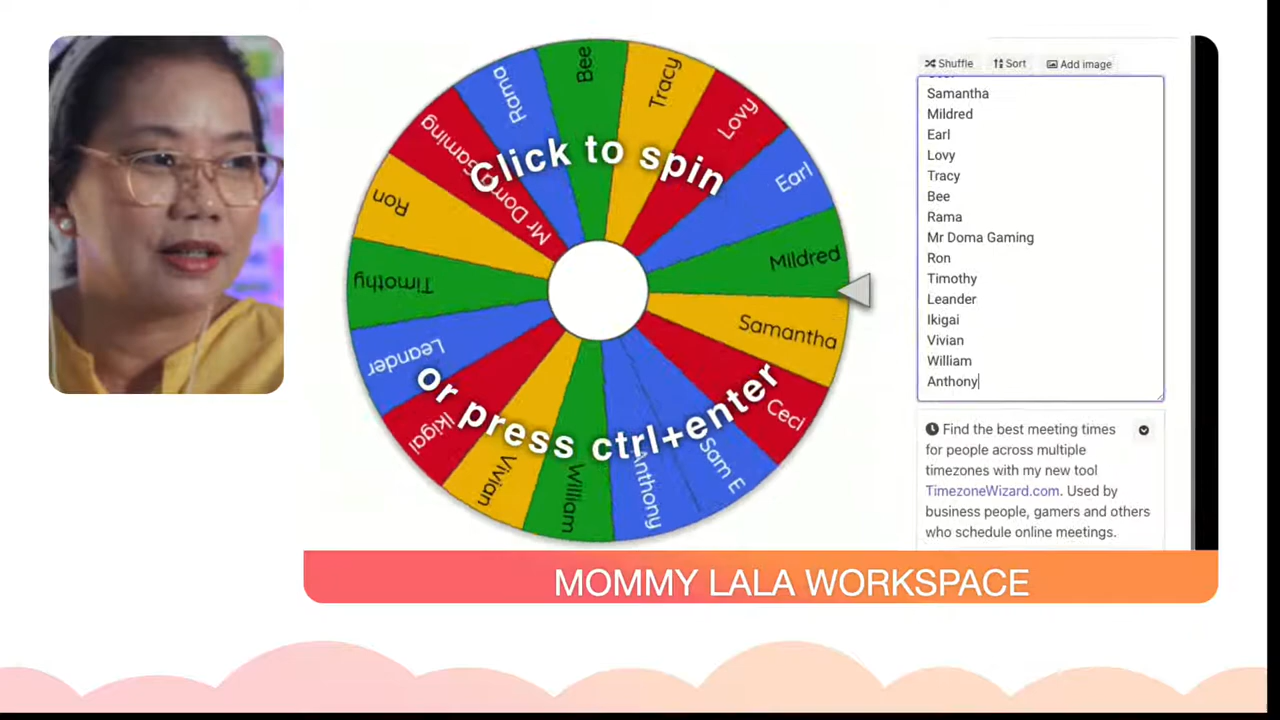 Bee
Tracy
Lovy
Earl
Mildred
Samantha
Ceci
Sam E
Anthony
William
Vivian
Ikigai
Leander
Timothy
Ron
Mr Doma Gaming
Rama
Click to spin
or press ctrl+enter
Shuffle
Sort
Add image
Samantha
Mildred
Earl
Lovy
Tracy
Bee
Rama
Mr Doma Gaming
Ron
Timothy
Leander
Ikigai
Vivian
William
Anthony
Find the best meeting times
for people across multiple
timezones with my new tool
TimezoneWizard.com. Used by
business people, gamers and others
who schedule online meetings.
MOMMY LALA WORKSPACE